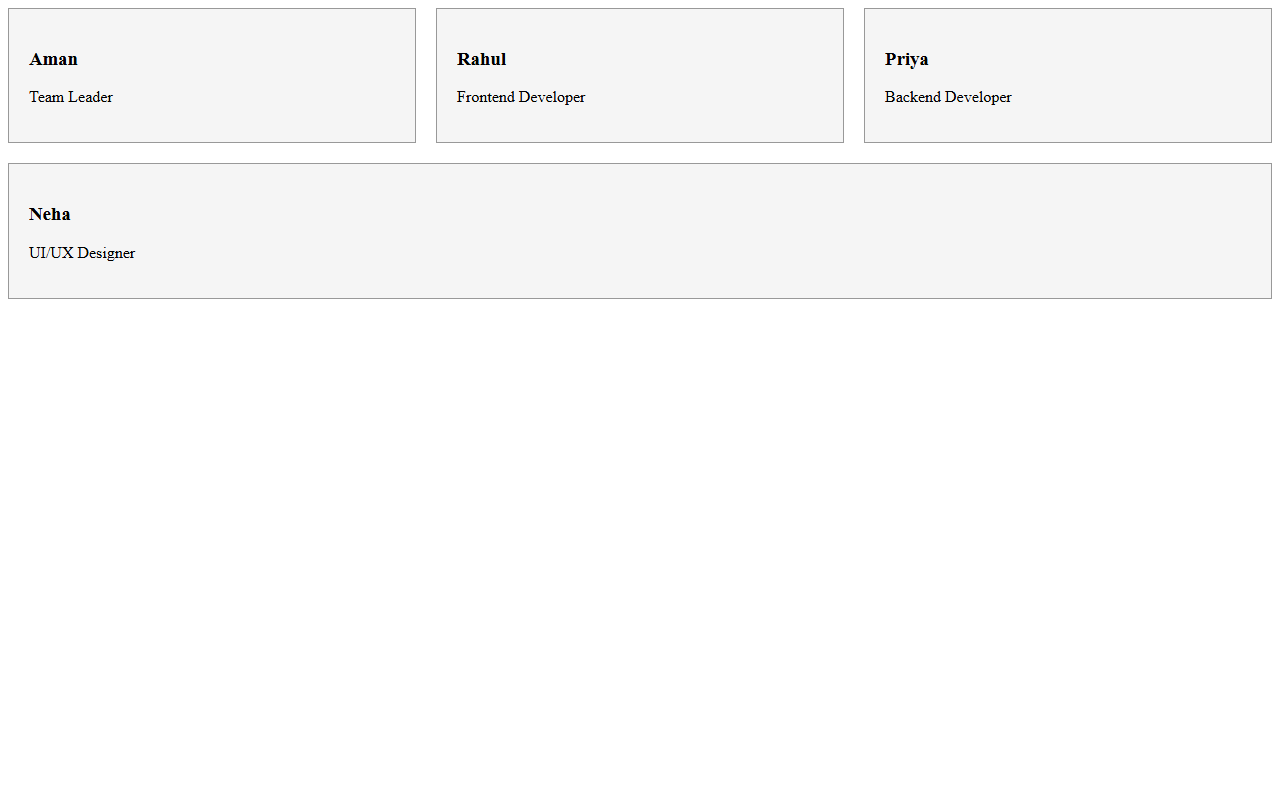 Aman
Team Leader
Rahul
Frontend Developer
Priya
Backend Developer
Neha
UI/UX Designer